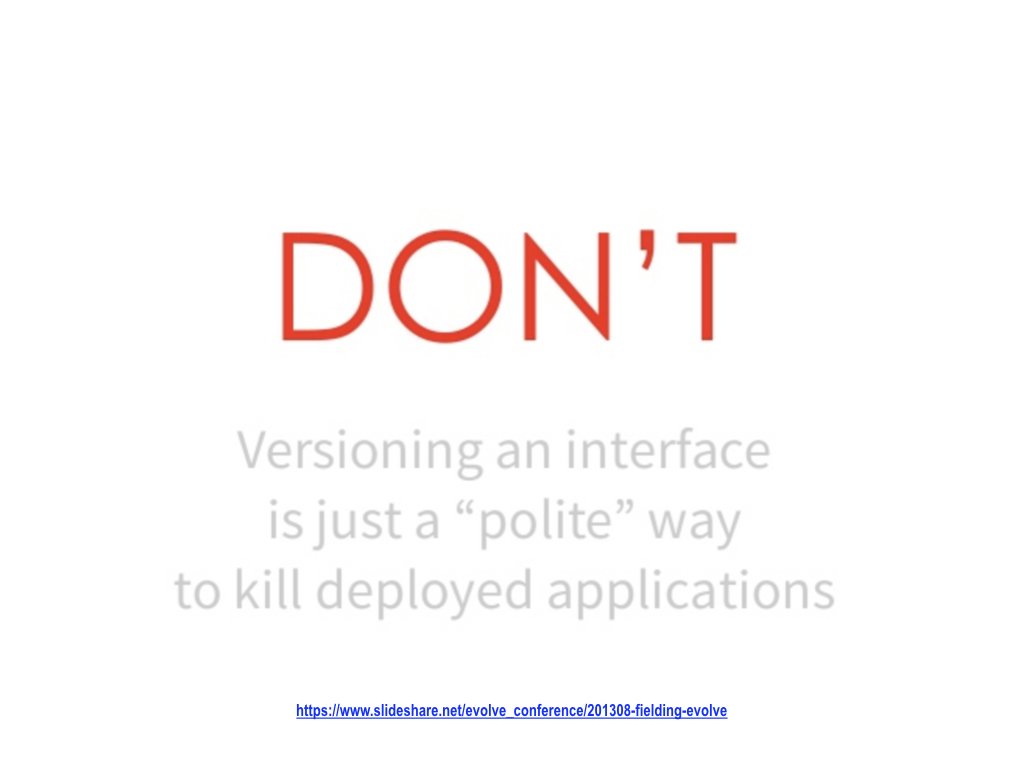 DON’T
Versioning an interface
is just a “polite” way
to kill deployed applications
https://www.slideshare.net/evolve_conference/201308-fielding-evolve